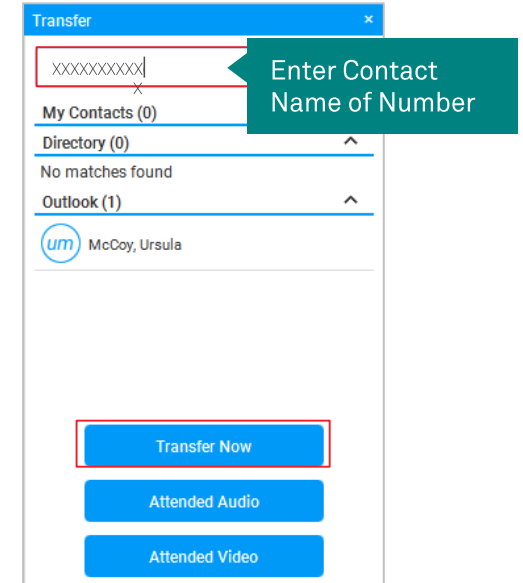 Transfer ×
XXXXXXXXXX
X
Enter Contact
Name of Number
My Contacts (0)
Directory (0)
No matches found
Outlook (1)
um McCoy, Ursula
Transfer Now
Attended Audio
Attended Video